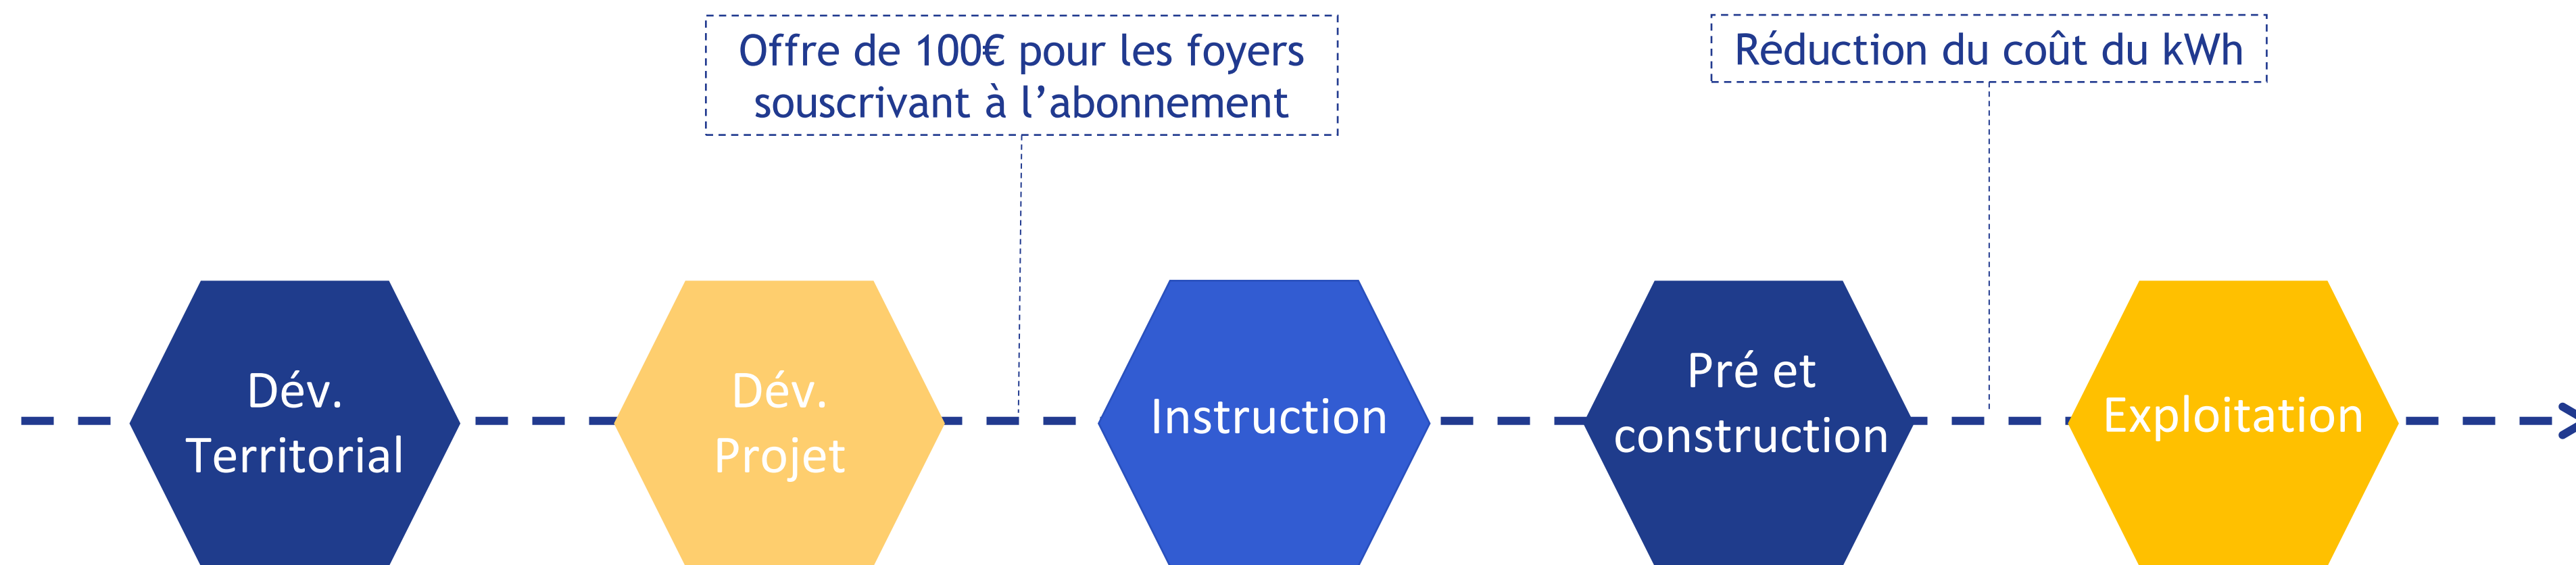 Offre de 100€ pour les foyers
souscrivant à l’abonnement
Réduction du coût du kWh
Dév.
Territorial
Dév.
Projet
Instruction
Pré et
construction
Exploitation